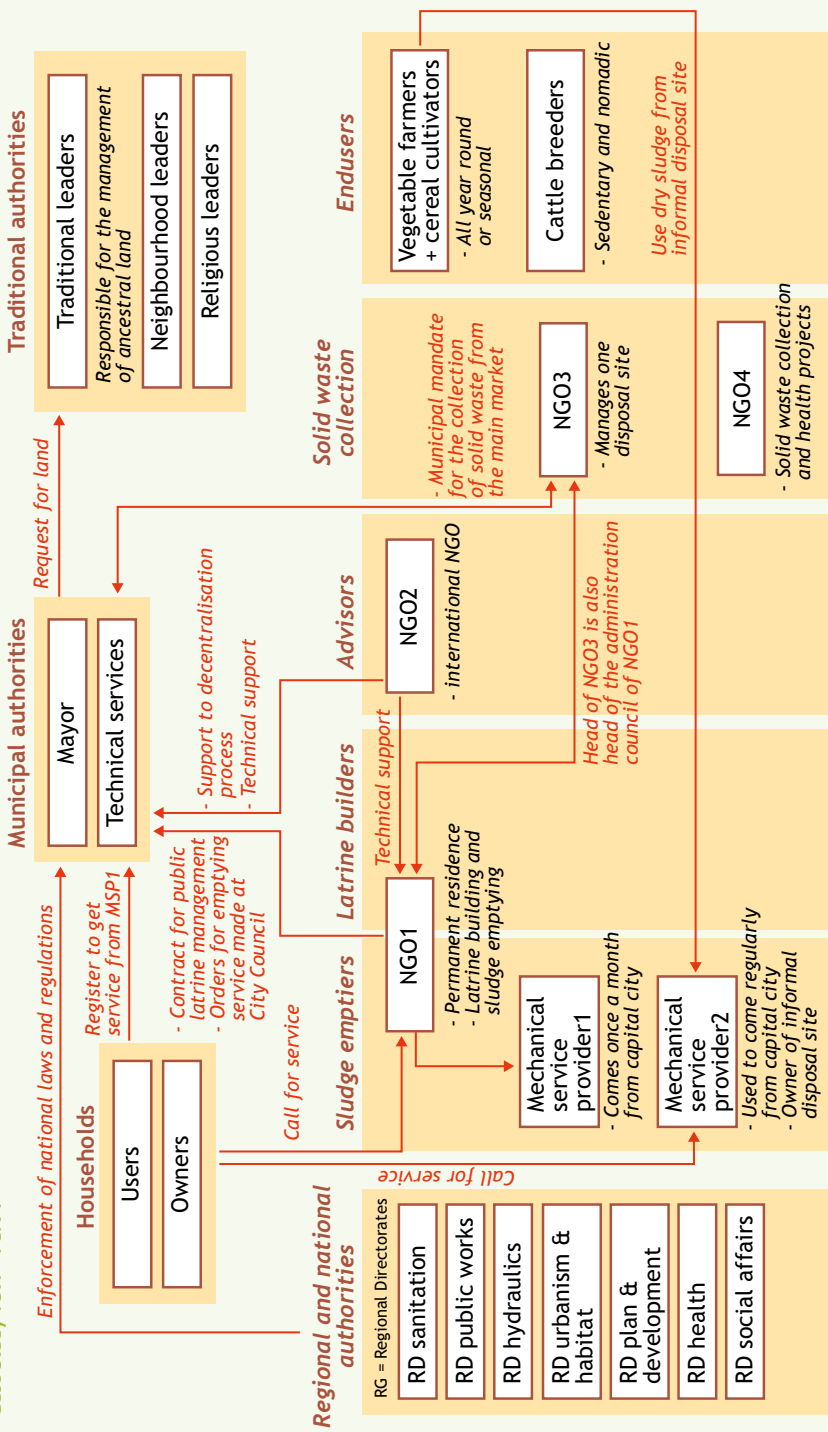 Traditional authorities
Traditional leaders
Responsible for the management
of ancestral land
Neighbourhood leaders
Religious leaders
Request for land
Municipal authorities
Mayor
Technical services
Enforcement of national laws and regulations
Register to get
service from MSP1
Households
Users
Owners
- Contract for public
latrine management
- Orders for emptying
service made at
City Council
- Support to decentralisation
process
- Technical support
Call for service
Call for service
Regional and national
authorities
RG = Regional Directorates
RD sanitation
RD public works
RD hydraulics
RD urbanism &
habitat
RD plan &
development
RD health
RD social affairs
Sludge emptiers
Latrine builders
NGO1
- Permanent residence
- Latrine building and
sludge emptying
Mechanical
service
provider1
- Comes once a month
from capital city
Mechanical
service
provider2
- Used to come regularly
from capital city
- Owner of informal
disposal site
Technical support
Advisors
NGO2
- international NGO
Head of NGO3 is also
head of the administration
council of NGO1
Solid waste
collection
- Municipal mandate
for the collection
of solid waste from
the main market
NGO3
- Manages one
disposal site
NGO4
- Solid waste collection
and health projects
Endusers
Vegetable farmers
+ cereal cultivators
- All year round
or seasonal
Cattle breeders
- Sedentary and nomadic
Use dry sludge from
informal disposal site